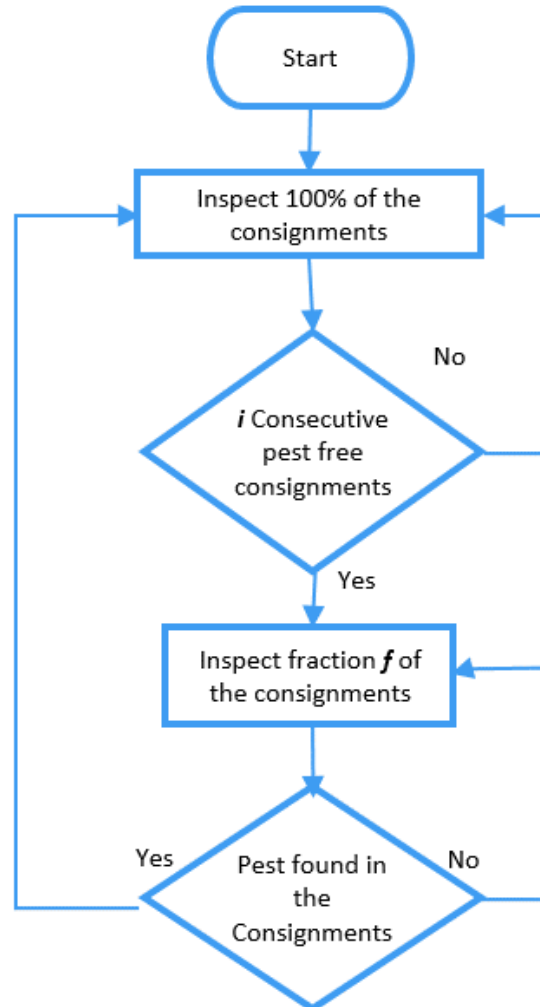 Start
Inspect 100% of the
consignments
No
i Consecutive
pest free
consignments
Yes
Inspect fraction f of
the consignments
Yes
Pest found in
the
Consignments
No